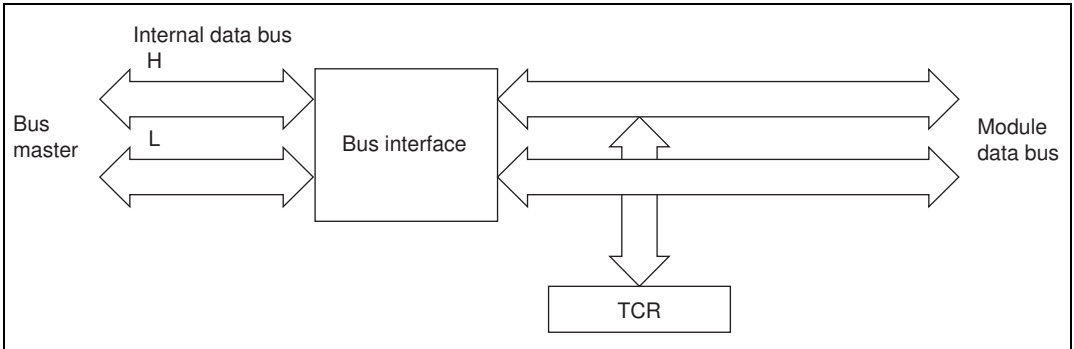 Internal data bus
H
Bus
master
L
Bus interface
Module
data bus
TCR